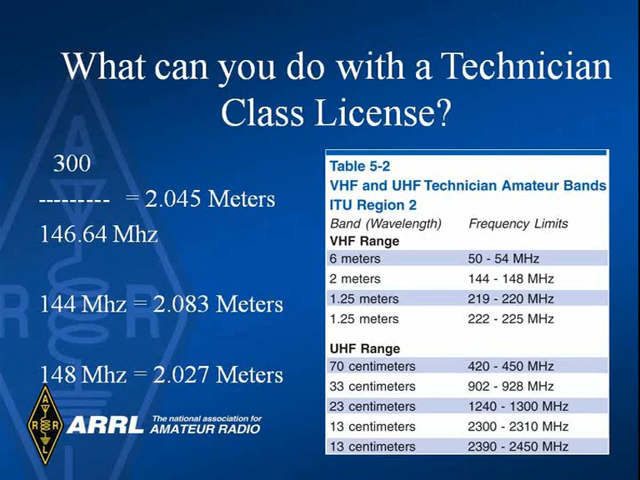 What can you do with a Technician
Class License?
300
--------- = 2.045 Meters
146.64 Mhz
144 Mhz = 2.083 Meters
148 Mhz = 2.027 Meters
Table 5-2
VHF and UHF Technician Amateur Bands
ITU Region 2
Band (Wavelength) Frequency Limits
VHF Range
6 meters 50 - 54 MHz
2 meters 144 - 148 MHz
1.25 meters 219 - 220 MHz
1.25 meters 222 - 225 MHz
UHF Range
70 centimeters 420 - 450 MHz
33 centimeters 902 - 928 MHz
23 centimeters 1240 - 1300 MHz
13 centimeters 2300 - 2310 MHz
13 centimeters 2390 - 2450 MHz
A
R R
L
ARRL The national association for
AMATEUR RADIO